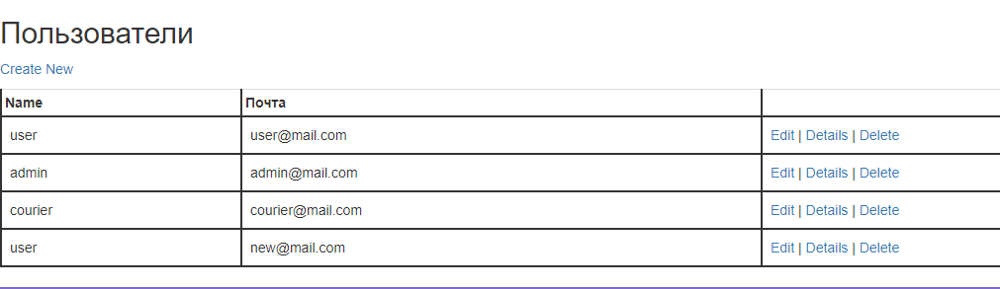 Пользователи
Create New
Name Почта
user user@mail.com Edit | Details | Delete
admin admin@mail.com Edit | Details | Delete
courier courier@mail.com Edit | Details | Delete
user new@mail.com Edit | Details | Delete